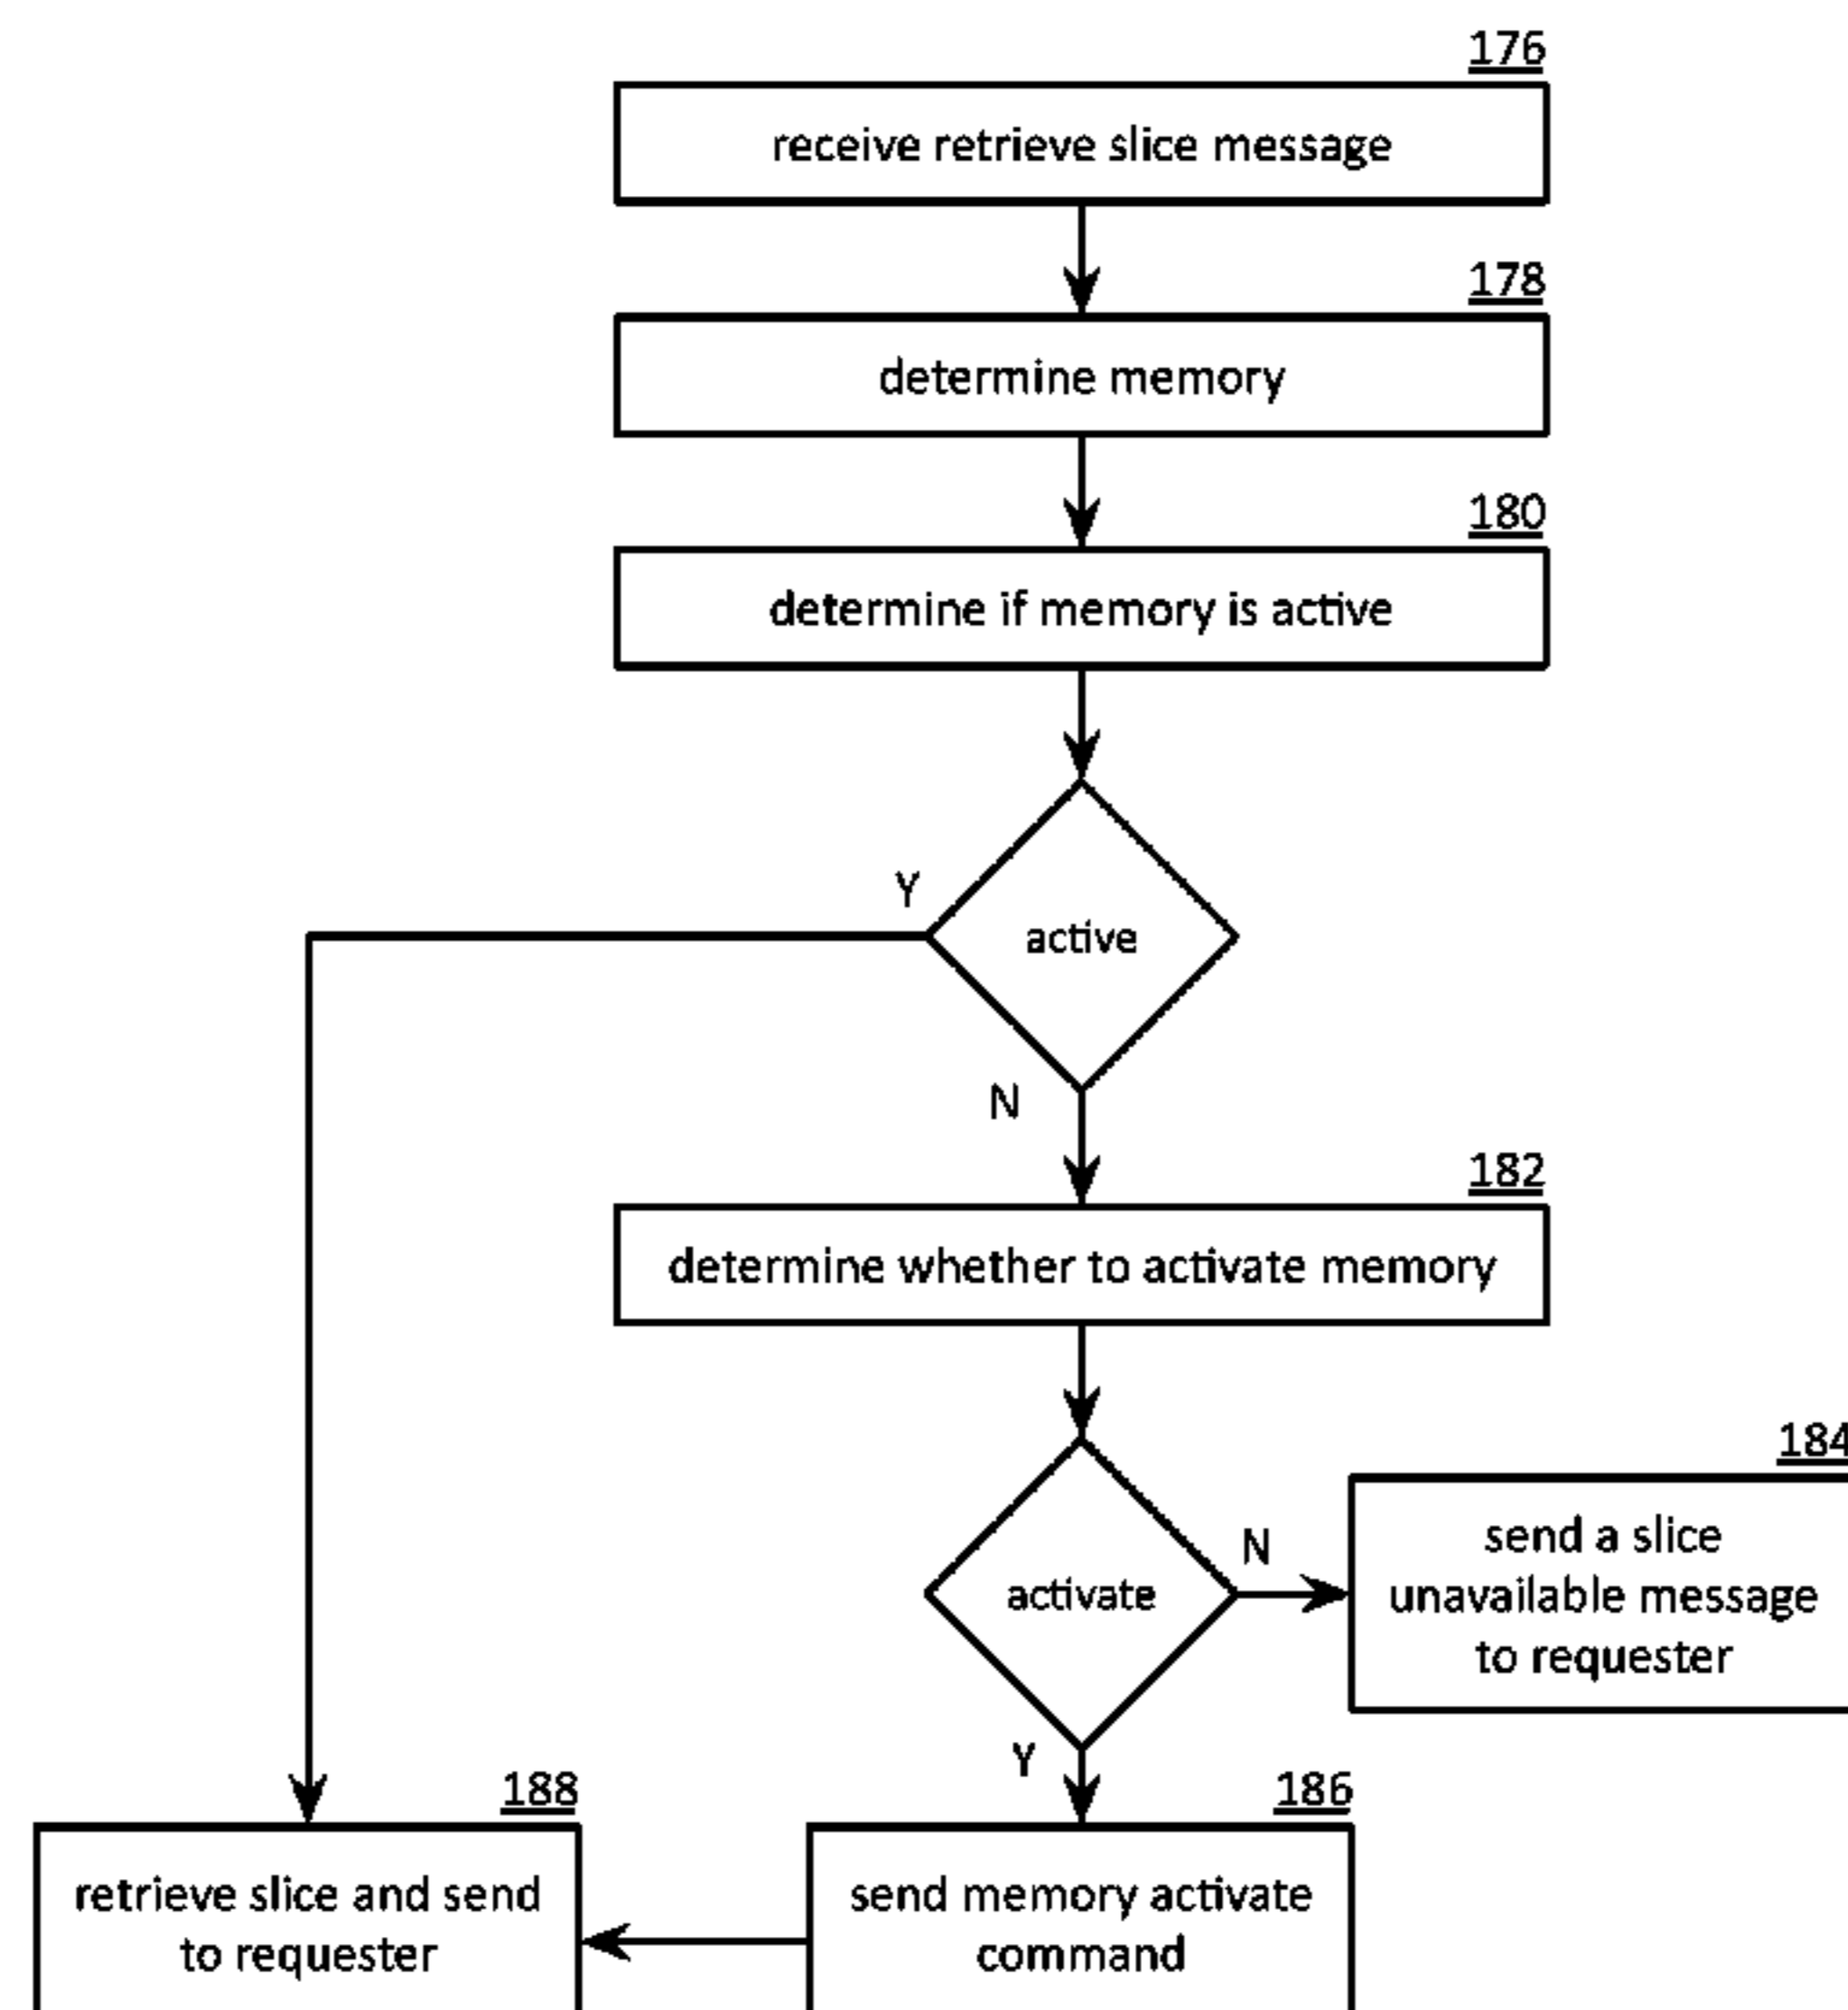 176
receive retrieve slice message
178
determine memory
180
determine if memory is active
Y
active
N
182
determine whether to activate memory
184
send a slice
unavailable message
to requester
N
activate
Y
188
retrieve slice and send
to requester
186
send memory activate
command